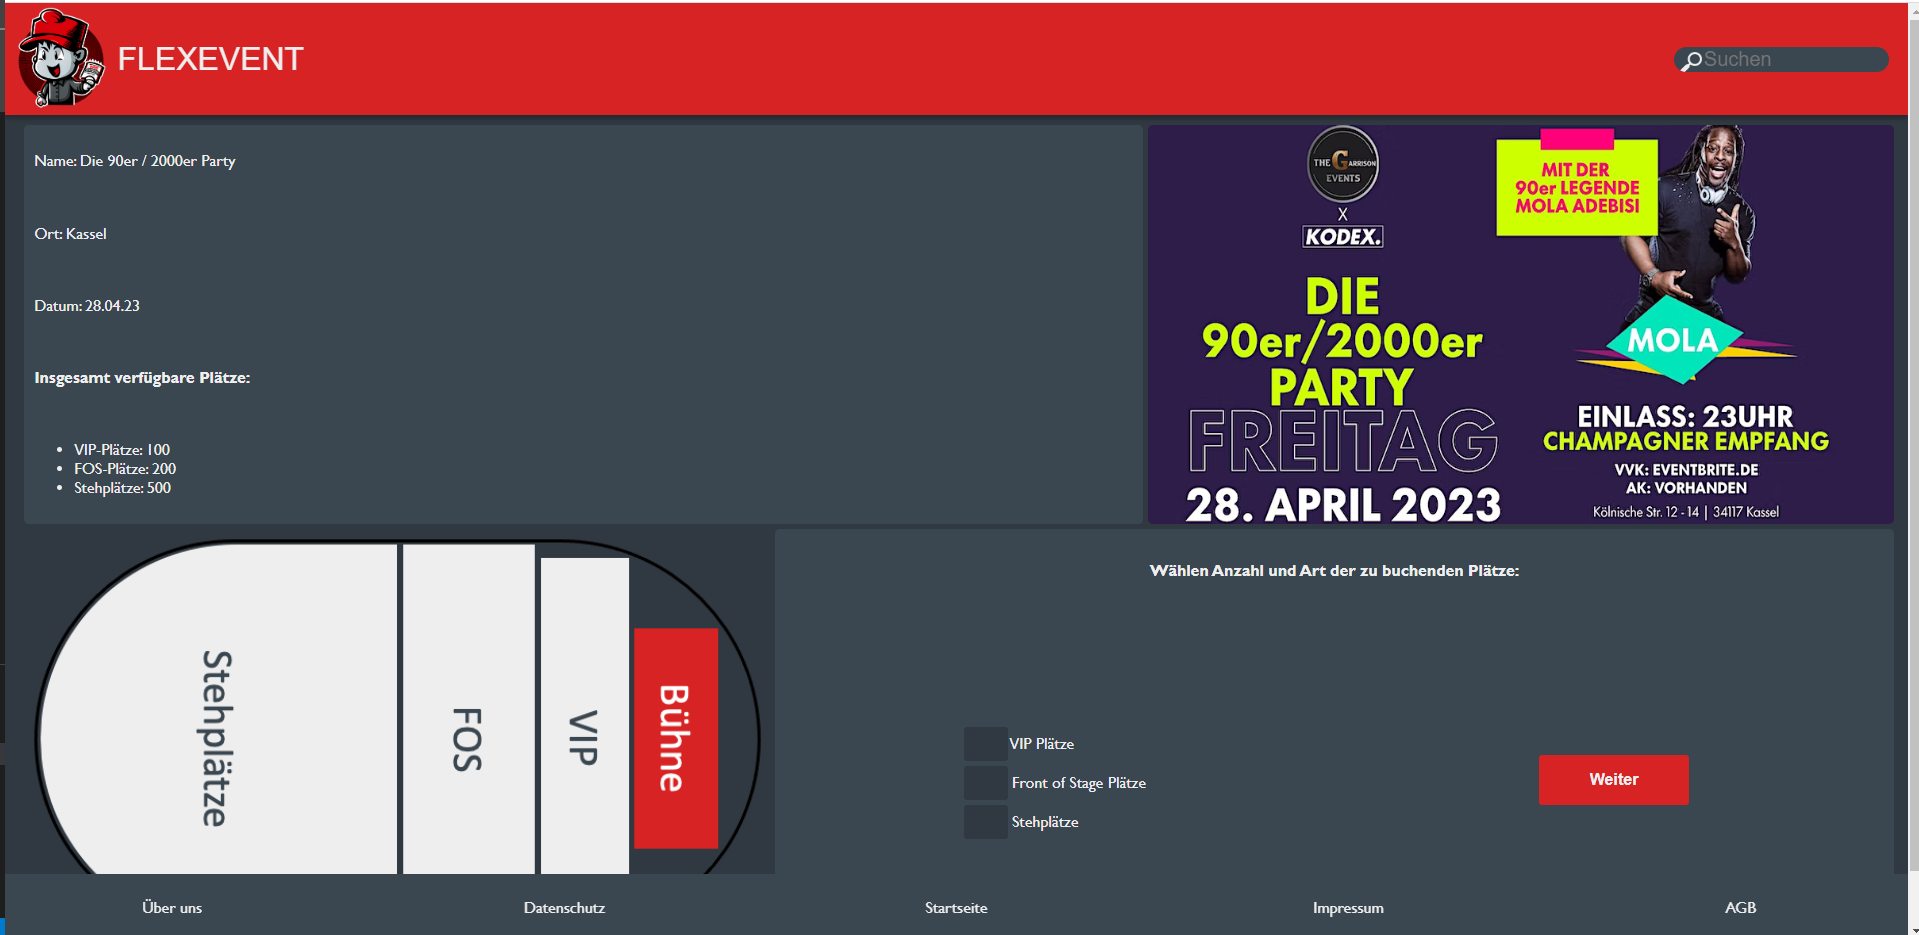 FLEXEVENT
Suchen
Name: Die 90er / 2000er Party
Ort: Kassel
Datum: 28.04.23
Insgesamt verfügbare Plätze:
VIP-Plätze: 100
FOS-Plätze: 200
Stehplätze: 500
THE GARRISON
EVENTS
X
KODEX.
DIE
90er/2000er
PARTY
FREITAG
28. APRIL 2023
MIT DER
90er LEGENDE
MOLA ADEBISI
MOLA
EINLASS: 23UHR
CHAMPAGNER EMPFANG
VVK: EVENTBRITE.DE
AK: VORHANDEN
Kölnische Str. 12 - 14 | 34117 Kassel
Stehplätze
FOS
VIP
Bühne
Wählen Anzahl und Art der zu buchenden Plätze:
VIP Plätze
Front of Stage Plätze
Stehplätze
Weiter
Über uns
Datenschutz
Startseite
Impressum
AGB